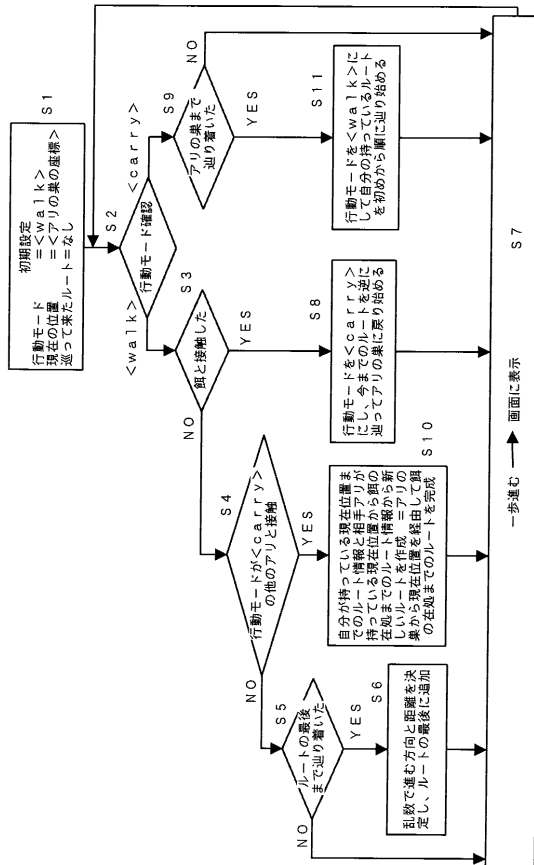 S1
初期設定
行動モード =<walk>
現在の位置 =<アリの巣の座標>
巡って来たルート=なし
S2
行動モード確認
<walk>
<carry>
S3
餌と接触した
NO
YES
S9
アリの巣まで
辿り着いた
NO
YES
S4
行動モードが<carry>
の他のアリと接触
NO
YES
S8
行動モードを<carry>
にし、今までのルートを逆に
辿ってアリの巣に戻り始める
S11
行動モードを<walk>に
して自分の持っているルート
を初めから順に辿り始める
S5
ルートの最後
まで辿り着いた
NO
YES
S10
自分が持っている現在位置ま
でのルート情報と相手アリが
持っている現在位置から餌の
在処までのルート情報から新
しいルートを作成 =アリの
巣から現在位置を経由して餌
の在処までのルートを完成
S6
乱数で進む方向と距離を決
定し、ルートの最後に追加
S7
一歩進む → 画面に表示